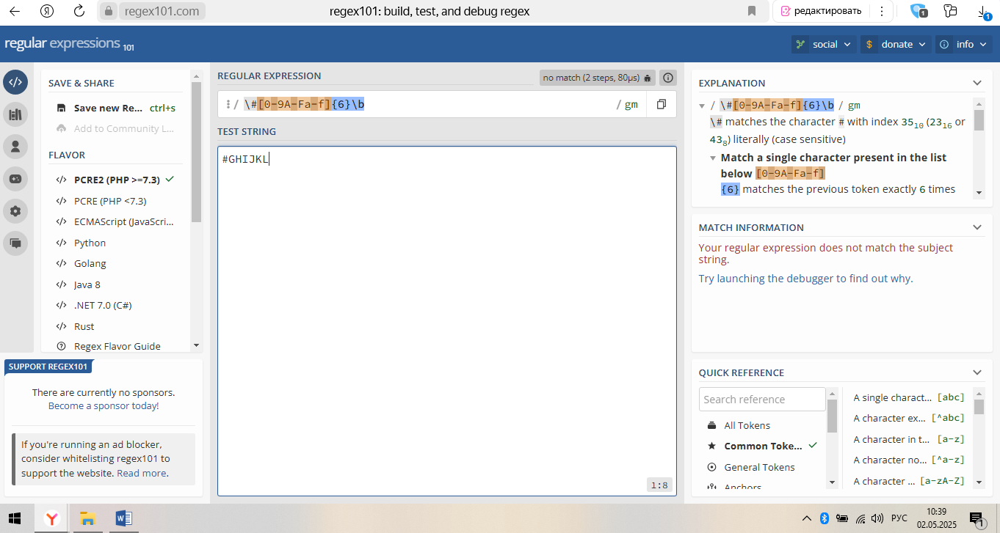 Я
regex101.com
regex101: build, test, and debug regex
редактировать
1
1
regular expressions 101
social
$ donate
info
SAVE & SHARE
Save new Re... ctrl+s
Add to Community L...
FLAVOR
</> PCRE2 (PHP >=7.3)
</> PCRE (PHP <7.3)
</> ECMAScript (JavaScri...
</> Python
</> Golang
</> Java 8
</> .NET 7.0 (C#)
</> Rust
Regex Flavor Guide
SUPPORT REGEX101
There are currently no sponsors.
Become a sponsor today!
If you're running an ad blocker,
consider whitelisting regex101 to
support the website. Read more.
REGULAR EXPRESSION
no match (2 steps, 80µs)
/ \#[0-9A-Fa-f]{6}\b / gm
TEST STRING
#GHIJKL
1:8
EXPLANATION
/ \#[0-9A-Fa-f]{6}\b / gm
\# matches the character # with index 35₁₀ (23₁₆ or
43₈) literally (case sensitive)
Match a single character present in the list
below [0-9A-Fa-f]
{6} matches the previous token exactly 6 times
MATCH INFORMATION
Your regular expression does not match the subject
string.
Try launching the debugger to find out why.
QUICK REFERENCE
Search reference
All Tokens
Common Toke...
General Tokens
Anchors
A single charact... [abc]
A character ex... [^abc]
A character in t... [a-z]
A character no... [^a-z]
A character ... [a-zA-Z]
РУС
10:39
02.05.2025
1